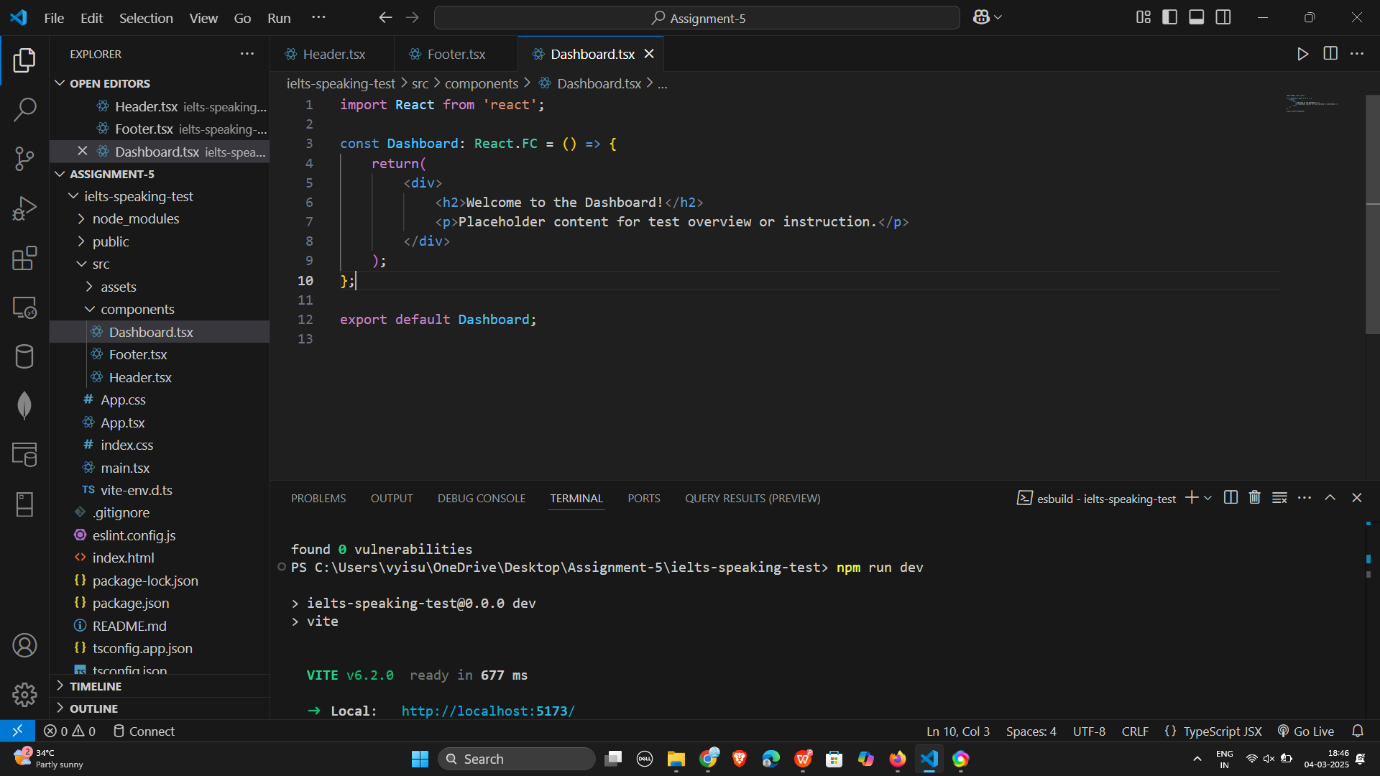 File Edit Selection View Go Run ···
Assignment-5
EXPLORER
OPEN EDITORS
Header.tsx ielts-speaking...
Footer.tsx ielts-speaking-...
Dashboard.tsx ielts-spea...
ASSIGNMENT-5
ielts-speaking-test
node_modules
public
src
assets
components
Dashboard.tsx
Footer.tsx
Header.tsx
# App.css
App.tsx
# index.css
main.tsx
TS vite-env.d.ts
.gitignore
eslint.config.js
<> index.html
{} package-lock.json
{} package.json
README.md
{} tsconfig.app.json
tsconfig.json
TIMELINE
OUTLINE
Header.tsx Footer.tsx Dashboard.tsx
ielts-speaking-test > src > components > Dashboard.tsx > ...
1 import React from 'react';
2
3 const Dashboard: React.FC = () => {
4 return(
5 <div>
6 <h2>Welcome to the Dashboard!</h2>
7 <p>Placeholder content for test overview or instruction.</p>
8 </div>
9 );
10 };
11
12 export default Dashboard;
13
PROBLEMS OUTPUT DEBUG CONSOLE TERMINAL PORTS QUERY RESULTS (PREVIEW)
esbuild - ielts-speaking-test
found 0 vulnerabilities
PS C:\Users\vyisu\OneDrive\Desktop\Assignment-5\ielts-speaking-test> npm run dev
> ielts-speaking-test@0.0.0 dev
> vite
VITE v6.2.0 ready in 677 ms
➜ Local: http://localhost:5173/
0 0 Connect
Ln 10, Col 3 Spaces: 4 UTF-8 CRLF {} TypeScript JSX Go Live
2
34°C
Partly sunny
Search
DELL
ENG
IN
18:46
04-03-2025